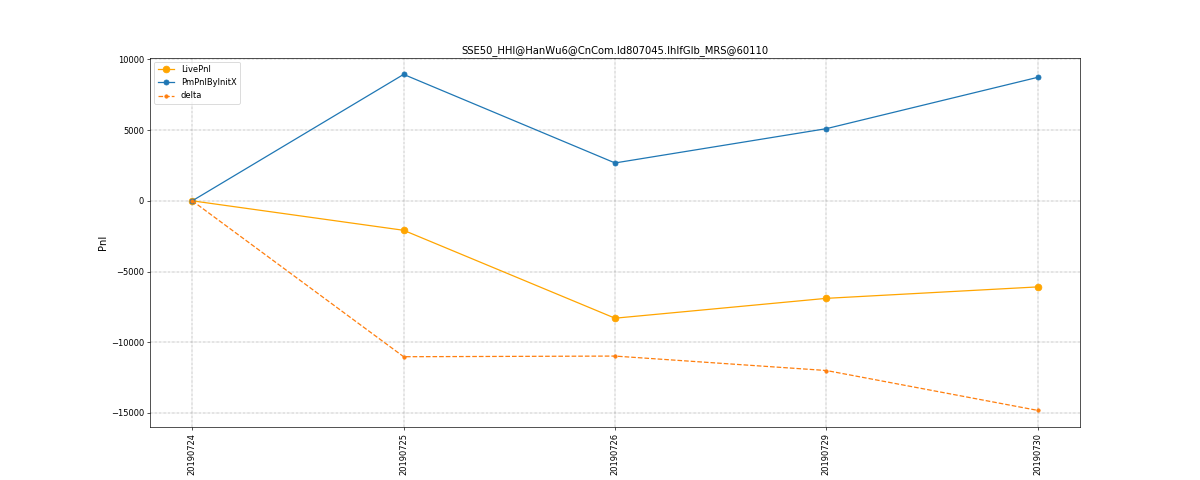 SSE50_HHI@HanWu6@CnCom.Id807045.IhIfGlb_MRS@60110
LivePnl
PmPnlByInitX
delta
10000
5000
0
−5000
−10000
−15000
Pnl
20190724
20190725
20190726
20190729
20190730